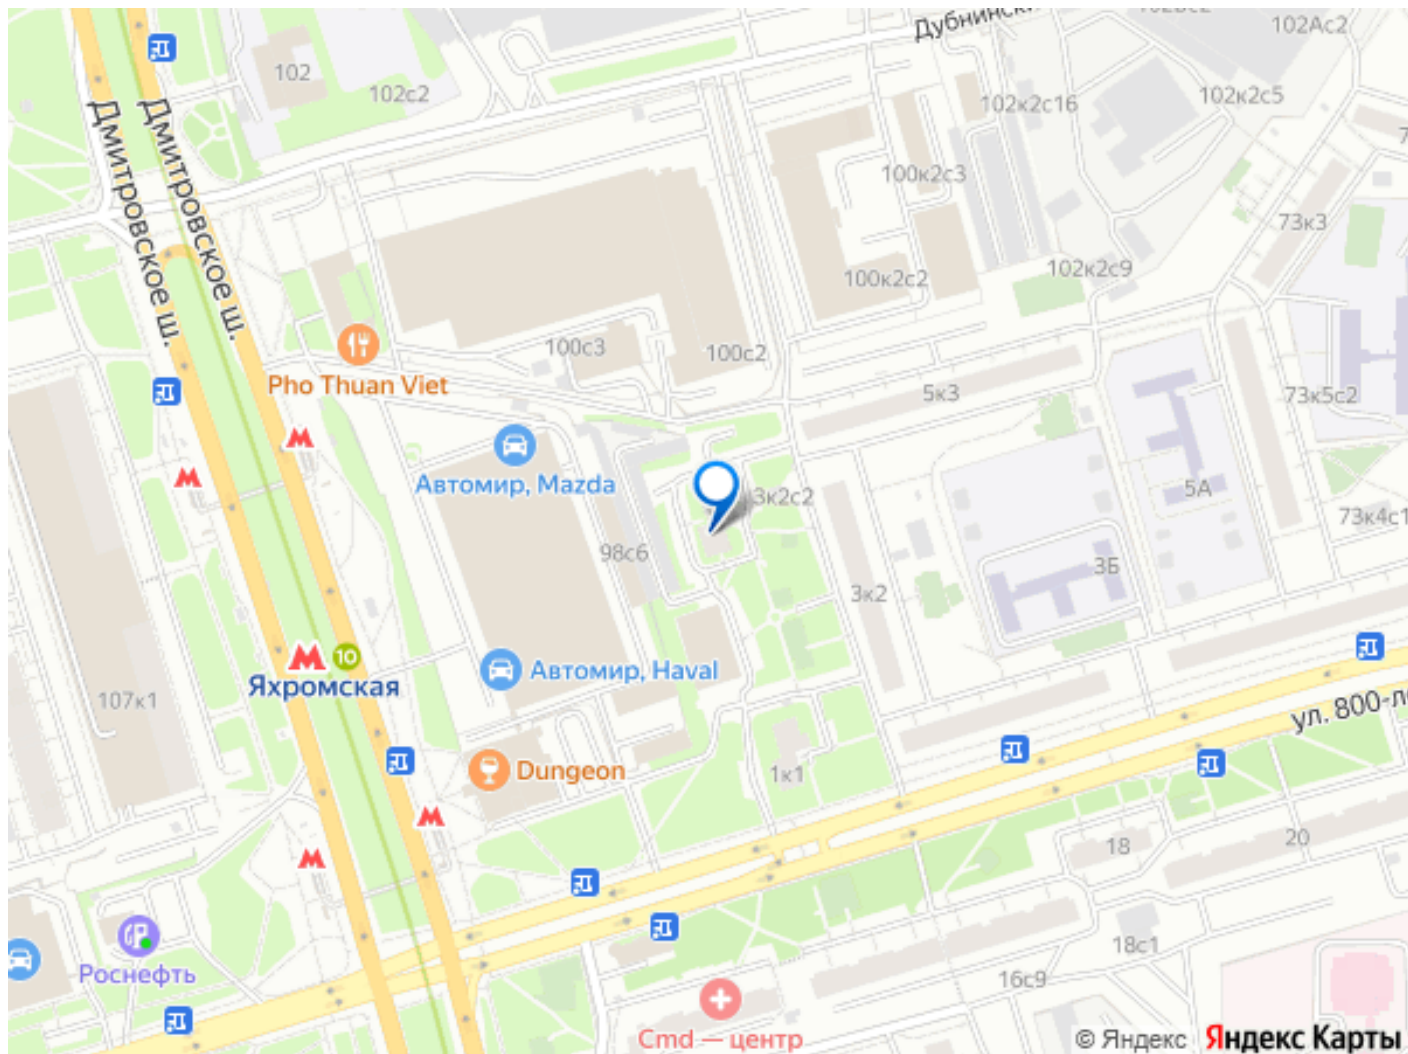 102Вс2
102Ас2
Дубнинск
102
102с2
102к2с16
102к2с5
Дмитровское ш.
Дмитровское ш.
100к2с3
73к3
102к2с9
100к2с2
100с3
100с2
Pho Thuan Viet
5к3
73к5с2
Автомир, Mazda
3к2с2
5А
73к4с1
98с6
3Б
3к2
10
Яхромская
Автомир, Haval
107к1
ул. 800-ле
Dungeon
1к1
18
20
Роснефть
18с1
16с9
Cmd — центр
© Яндекс Яндекс Карты